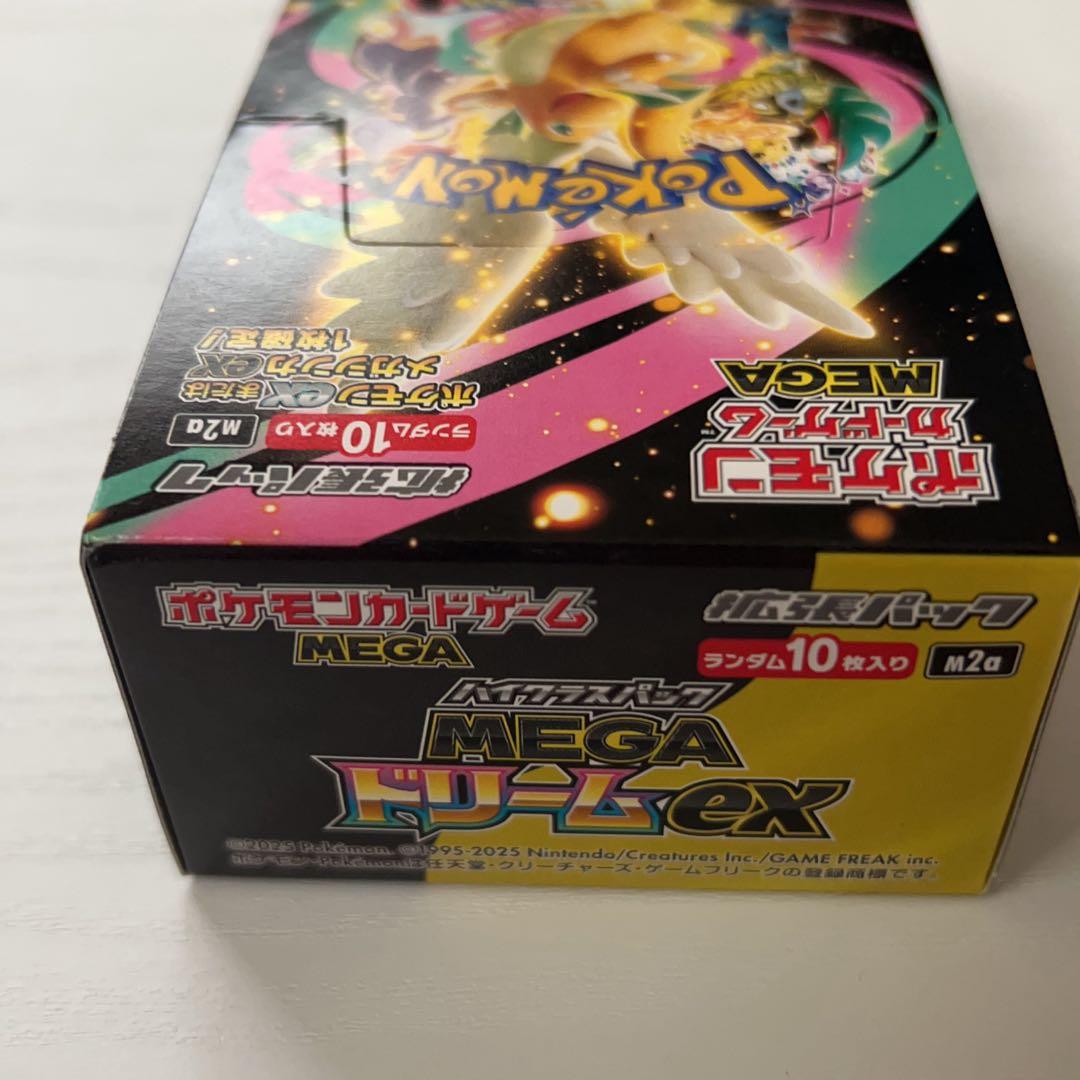 POKéMON
ポケモン
カードゲーム™
MEGA
拡張パック
ランダム10枚入り M2a
ポケモンexまたは
メガシンカex
1枚確定!
ポケモンカードゲーム
MEGA
拡張パック
ランダム10枚入り M2a
ハイクラスパック
MEGA
ドリームex
©2025 Pokémon. ©1995-2025 Nintendo/Creatures Inc./GAME FREAK inc.
ポケモン・Pokémonは任天堂・クリーチャーズ・ゲームフリークの登録商標です。